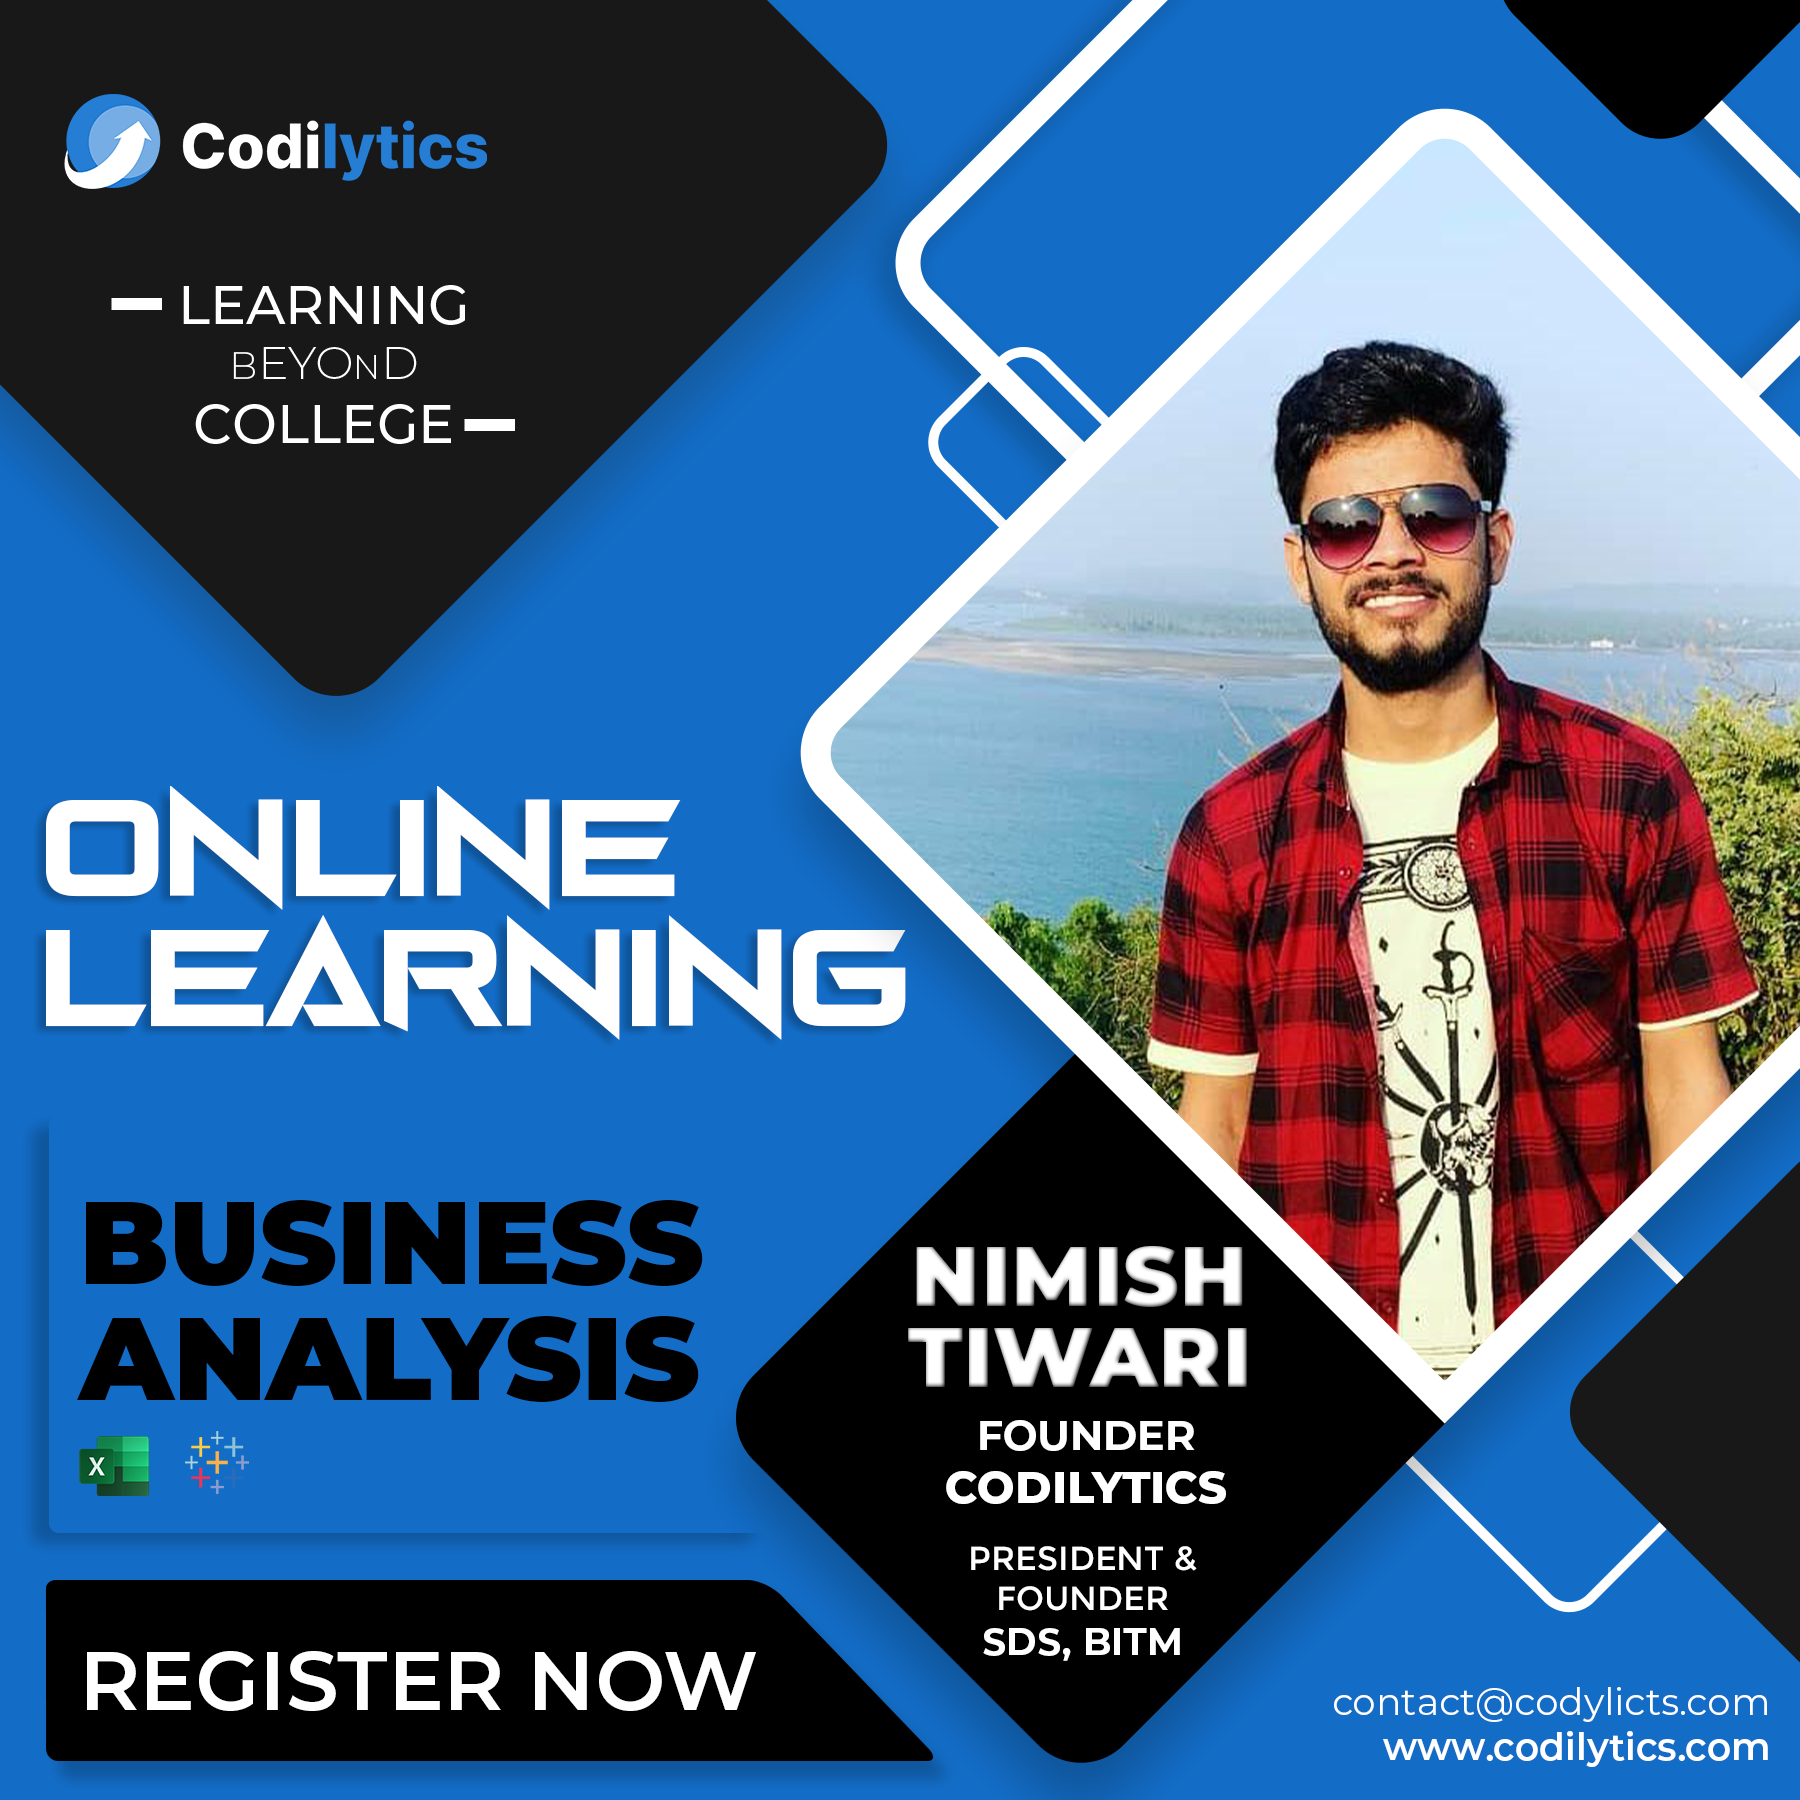 Codilytics
LEARNING
BEYOnD
COLLEGE
ONLINE
LEARNING
BUSINESS
ANALYSIS
X
REGISTER NOW
NIMISH
TIWARI
FOUNDER
CODILYTICS
PRESIDENT &
FOUNDER
SDS, BITM
contact@codylicts.com
www.codilytics.com